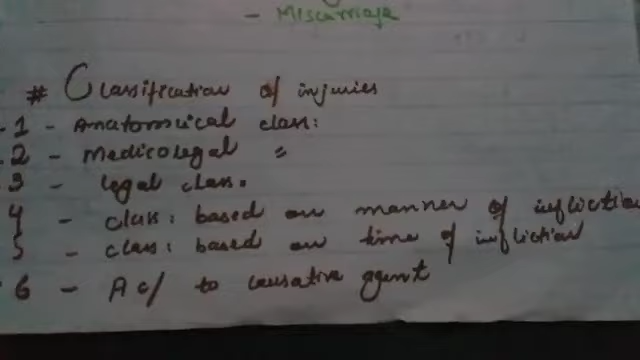 - Miscarriage
# Classification of injuries
1 - Anatomical class:
2 - Medicolegal "
3 - legal class.
4 - class: based on manner of infliction
5 - class: based on time of infliction
6 - Ac/ to causative agent